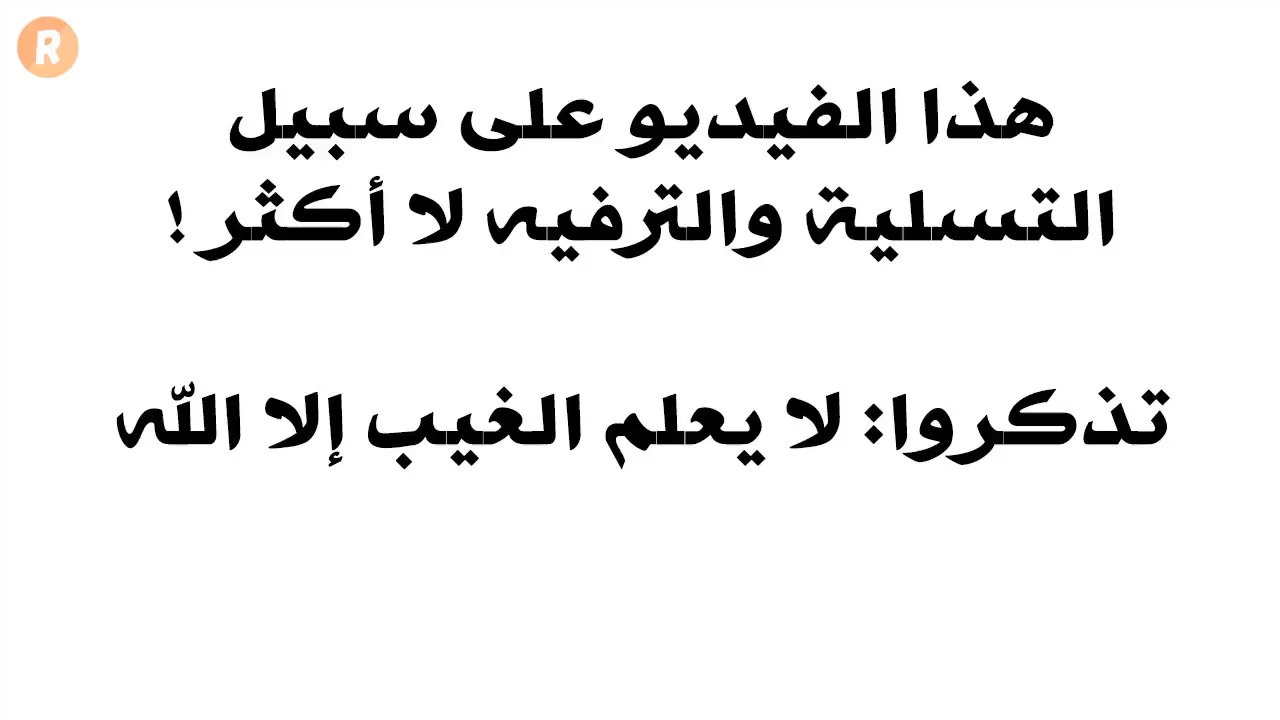 R
هذا الفيديو على سبيل
التسلية والترفيه لا أكثر !
تذكروا: لا يعلم الغيب إلا الله